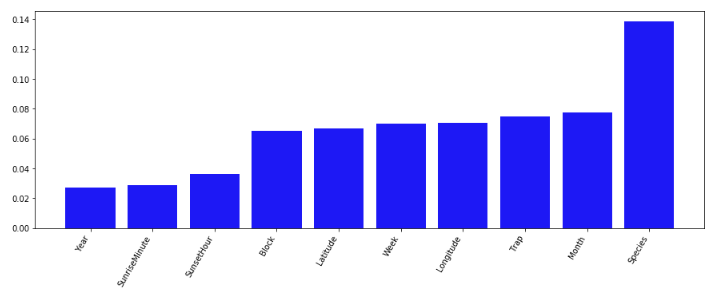 0.14
0.12
0.10
0.08
0.06
0.04
0.02
0.00
Year
SunriseMinute
SunsetHour
Block
Latitude
Week
Longitude
Trap
Month
Species